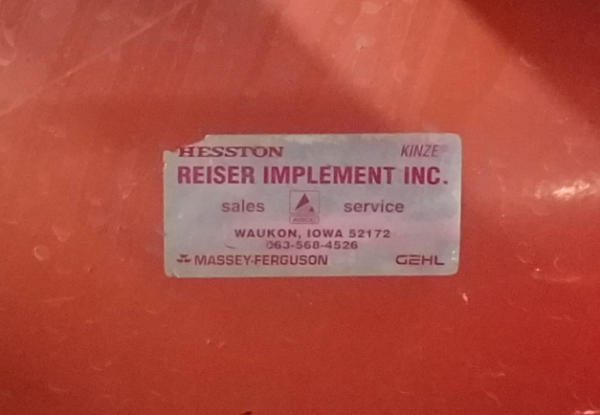 HESSTON KINZE®
REISER IMPLEMENT INC.
sales service
WAUKON, IOWA 52172
063-568-4526
MASSEY-FERGUSON GEHL